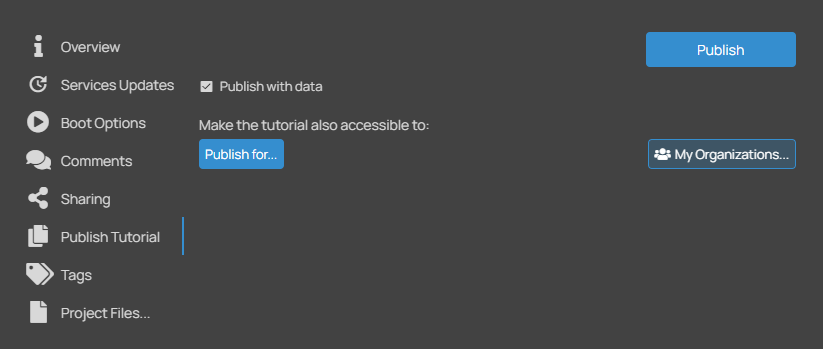 Overview
Services Updates
Boot Options
Comments
Sharing
Publish Tutorial
Tags
Project Files...
Publish
Publish with data
Make the tutorial also accessible to:
Publish for...
My Organizations...